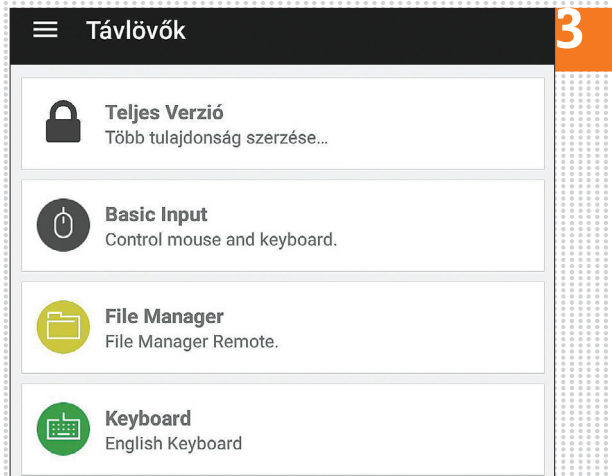 Távlövők
3
Teljes Verzió
Több tulajdonság szerzése...
Basic Input
Control mouse and keyboard.
File Manager
File Manager Remote.
Keyboard
English Keyboard